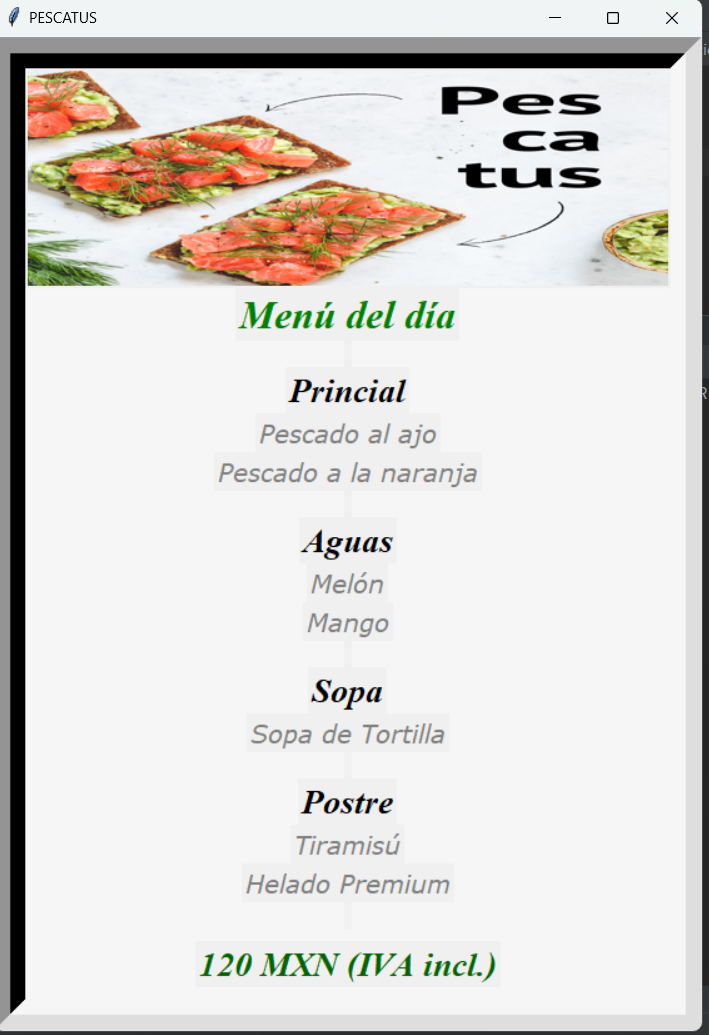 PESCATUS
Pes
ca
tus
Menú del día
Princial
Pescado al ajo
Pescado a la naranja
Aguas
Melón
Mango
Sopa
Sopa de Tortilla
Postre
Tiramisú
Helado Premium
120 MXN (IVA incl.)